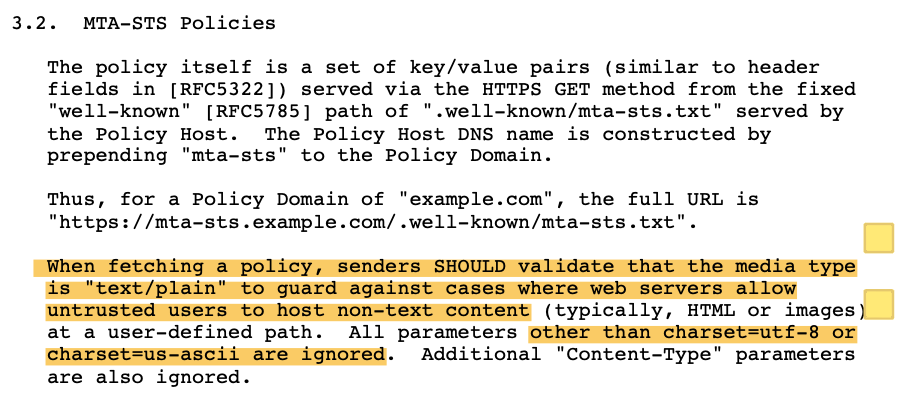 3.2.  MTA-STS Policies
The policy itself is a set of key/value pairs (similar to header
fields in [RFC5322]) served via the HTTPS GET method from the fixed
"well-known" [RFC5785] path of ".well-known/mta-sts.txt" served by
the Policy Host.  The Policy Host DNS name is constructed by
prepending "mta-sts" to the Policy Domain.
Thus, for a Policy Domain of "example.com", the full URL is
"https://mta-sts.example.com/.well-known/mta-sts.txt".
When fetching a policy, senders SHOULD validate that the media type
is "text/plain" to guard against cases where web servers allow
untrusted users to host non-text content (typically, HTML or images)
at a user-defined path.  All parameters other than charset=utf-8 or
charset=us-ascii are ignored.  Additional "Content-Type" parameters
are also ignored.